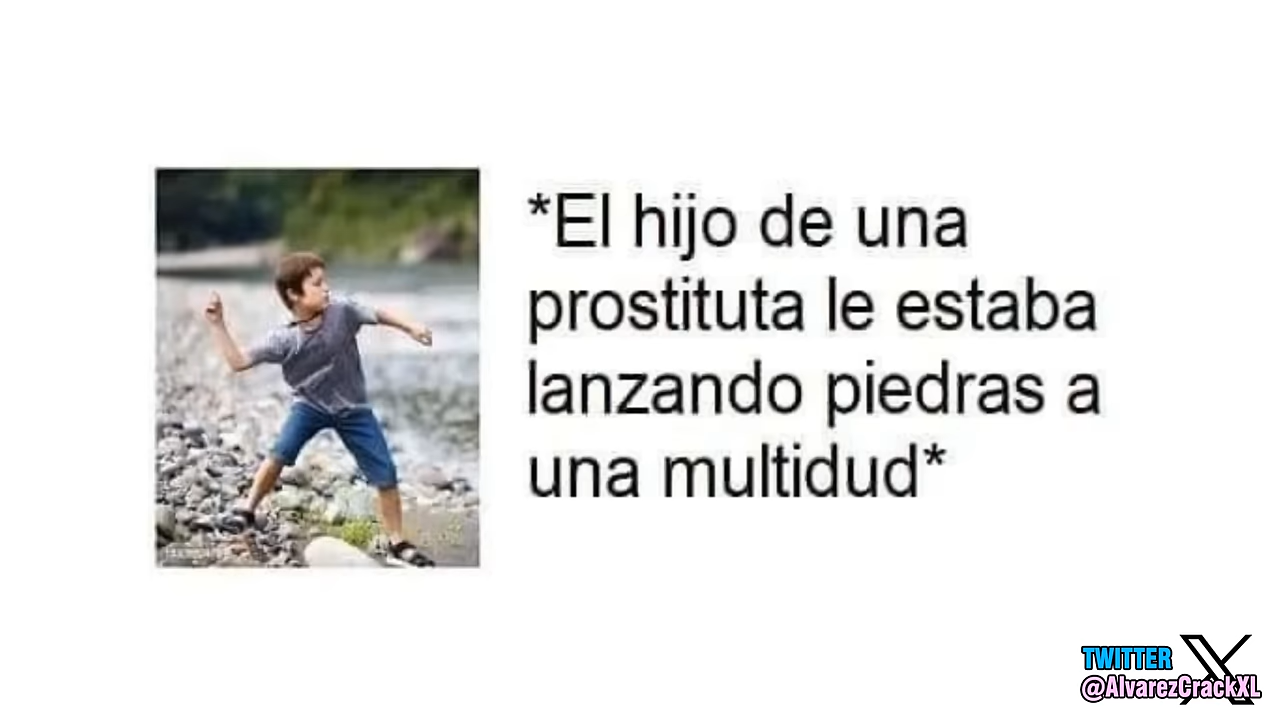 *El hijo de una
prostituta le estaba
lanzando piedras a
una multidud*
TWITTER X
@AlvarezCrackXL